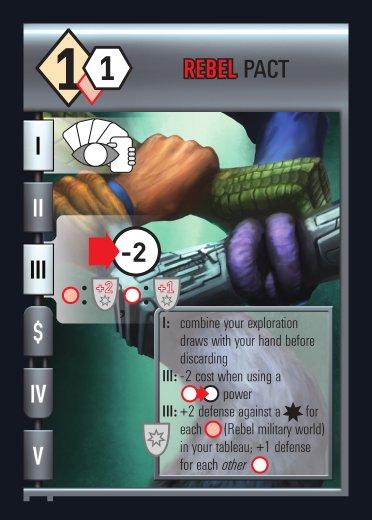 1 1 REBEL PACT
I
II
-2
III
+2 +1
$
IV
V
I: combine your exploration
draws with your hand before
discarding
III: -2 cost when using a
power
III: +2 defense against a for
each (Rebel military world)
in your tableau; +1 defense
for each other